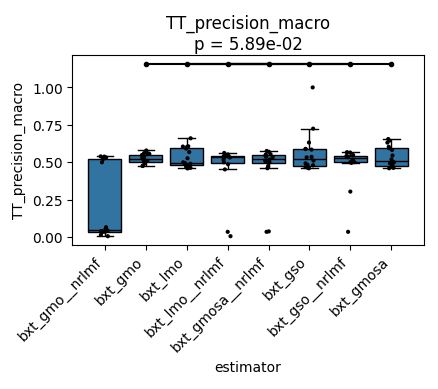 TT_precision_macro
p = 5.89e-02
TT_precision_macro
1.00
0.75
0.50
0.25
0.00
bxt_gmo__nrlmf
bxt_gmo
bxt_lmo
bxt_lmo__nrlmf
bxt_gmosa__nrlmf
bxt_gso
bxt_gso__nrlmf
bxt_gmosa
estimator